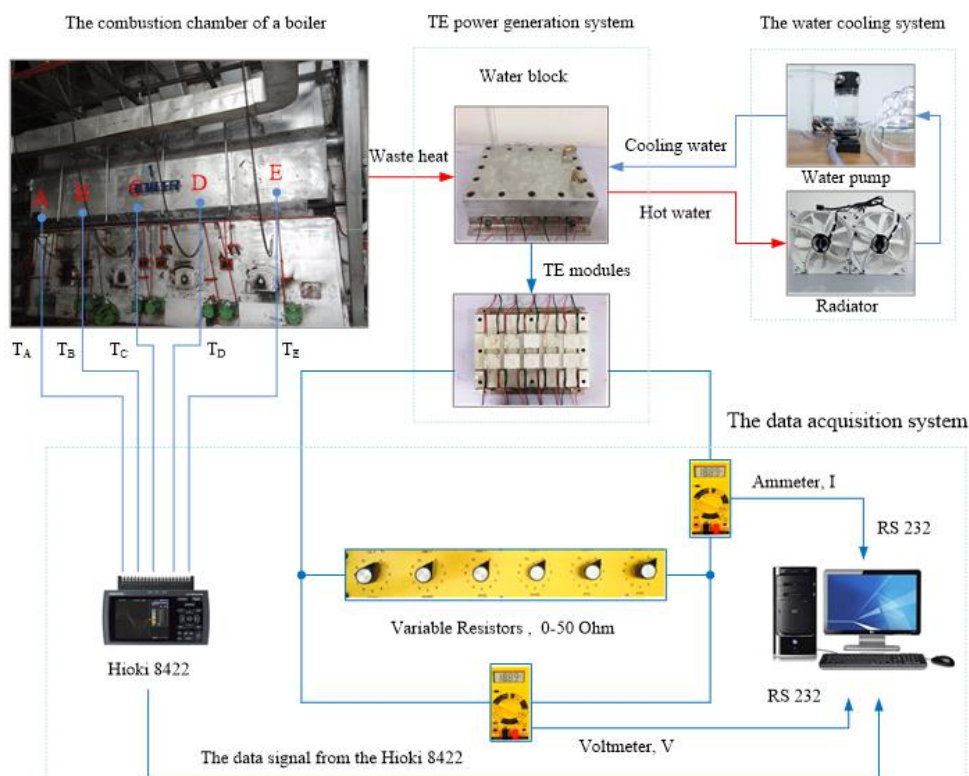 The combustion chamber of a boiler
TE power generation system
The water cooling system
Water block
A
B
D
E
Waste heat
Cooling water
Water pump
Hot water
TE modules
Radiator
TA
TB
TC
TD
TE
The data acquisition system
Ammeter, I
RS 232
Variable Resistors , 0-50 Ohm
Hioki 8422
RS 232
Voltmeter, V
The data signal from the Hioki 8422